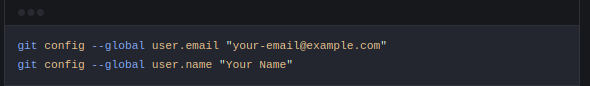 git config --global user.email "your-email@example.com"
git config --global user.name "Your Name"